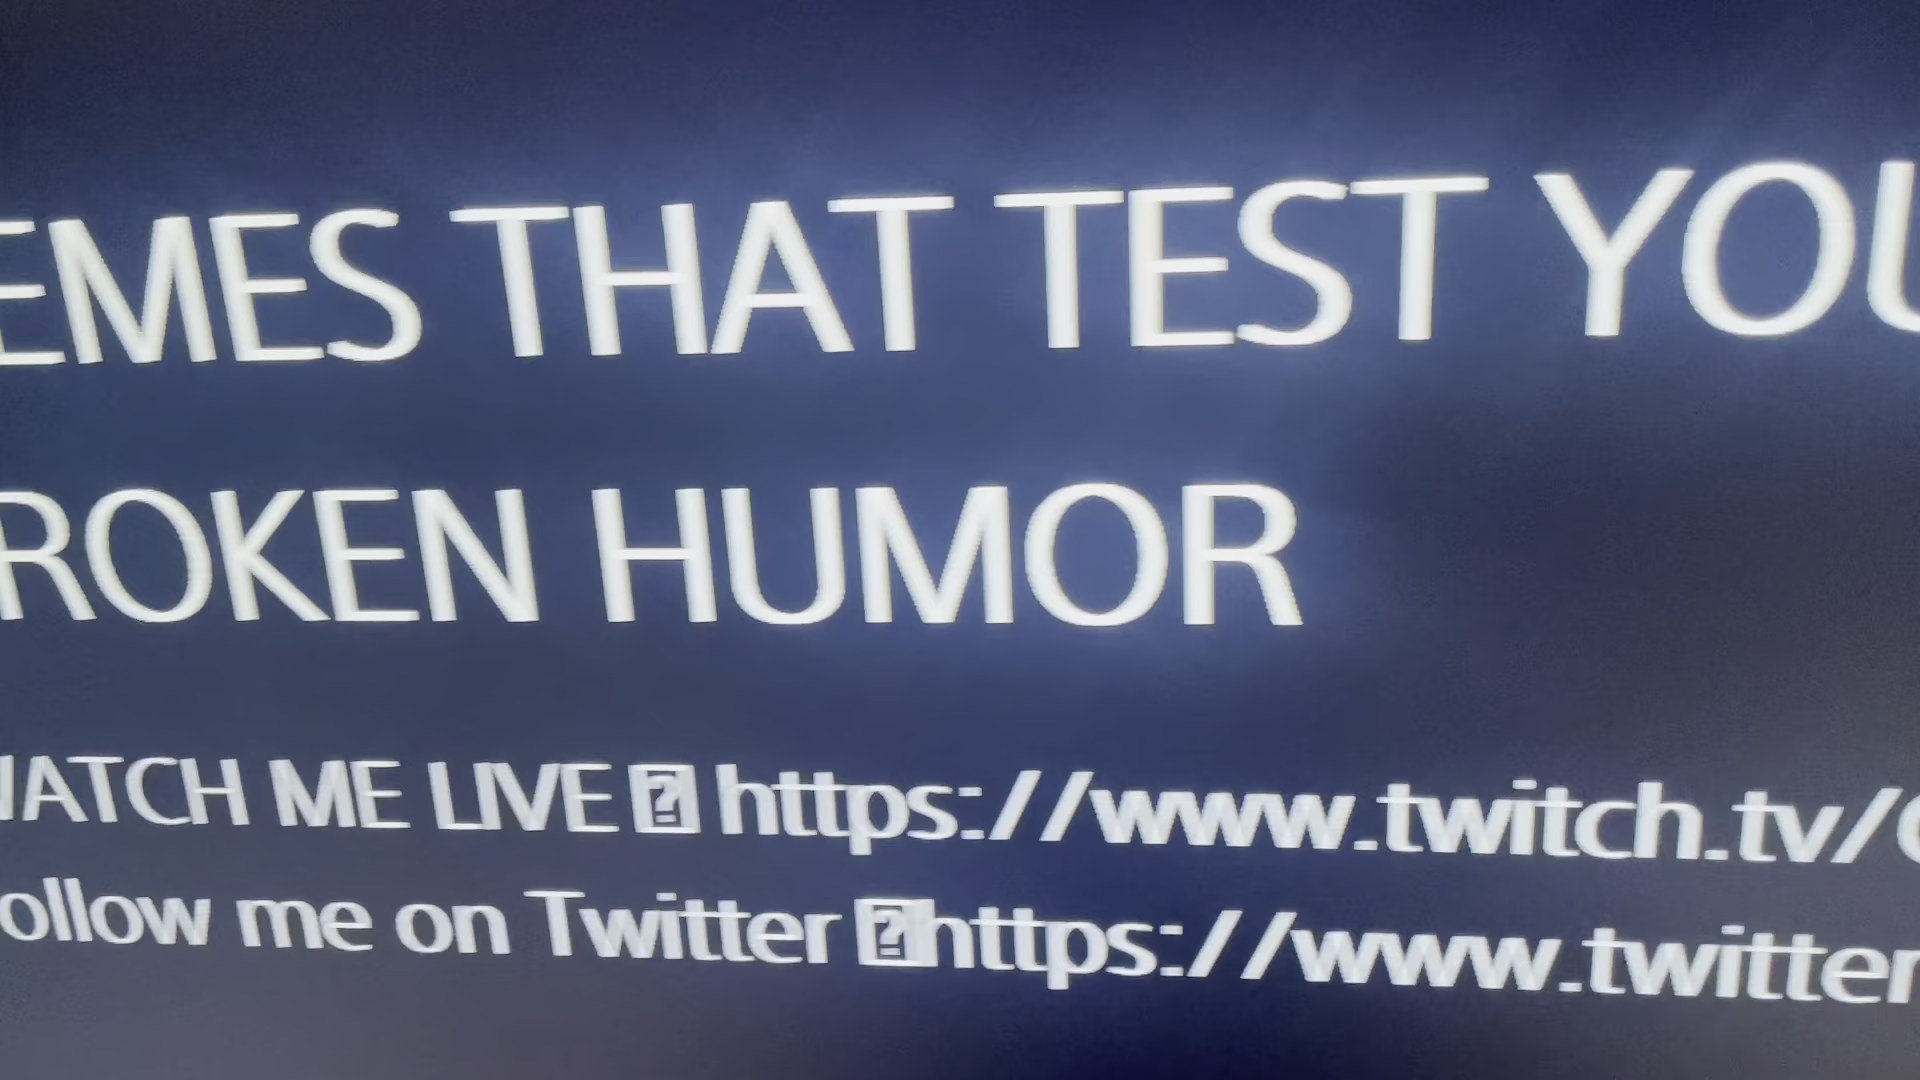 EMES THAT TEST YOU
ROKEN HUMOR
WATCH ME LIVE � https://www.twitch.tv/
ollow me on Twitter �https://www.twitter